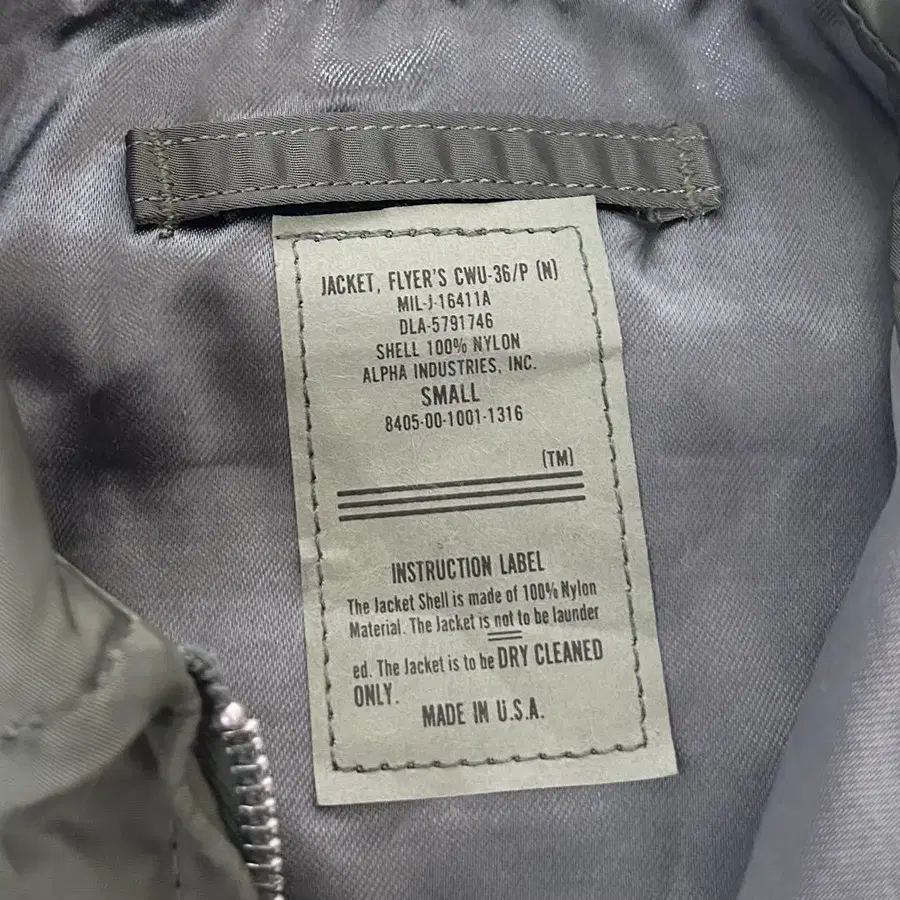 JACKET, FLYER'S CWU-36/P (N)
MIL-J-16411A
DLA-5791746
SHELL 100% NYLON
ALPHA INDUSTRIES, INC.
SMALL
8405-00-1001-1316
(TM)
INSTRUCTION LABEL
The Jacket Shell is made of 100% Nylon
Material. The Jacket is not to be launder
ed. The Jacket is to be DRY CLEANED
ONLY.
MADE IN U.S.A.